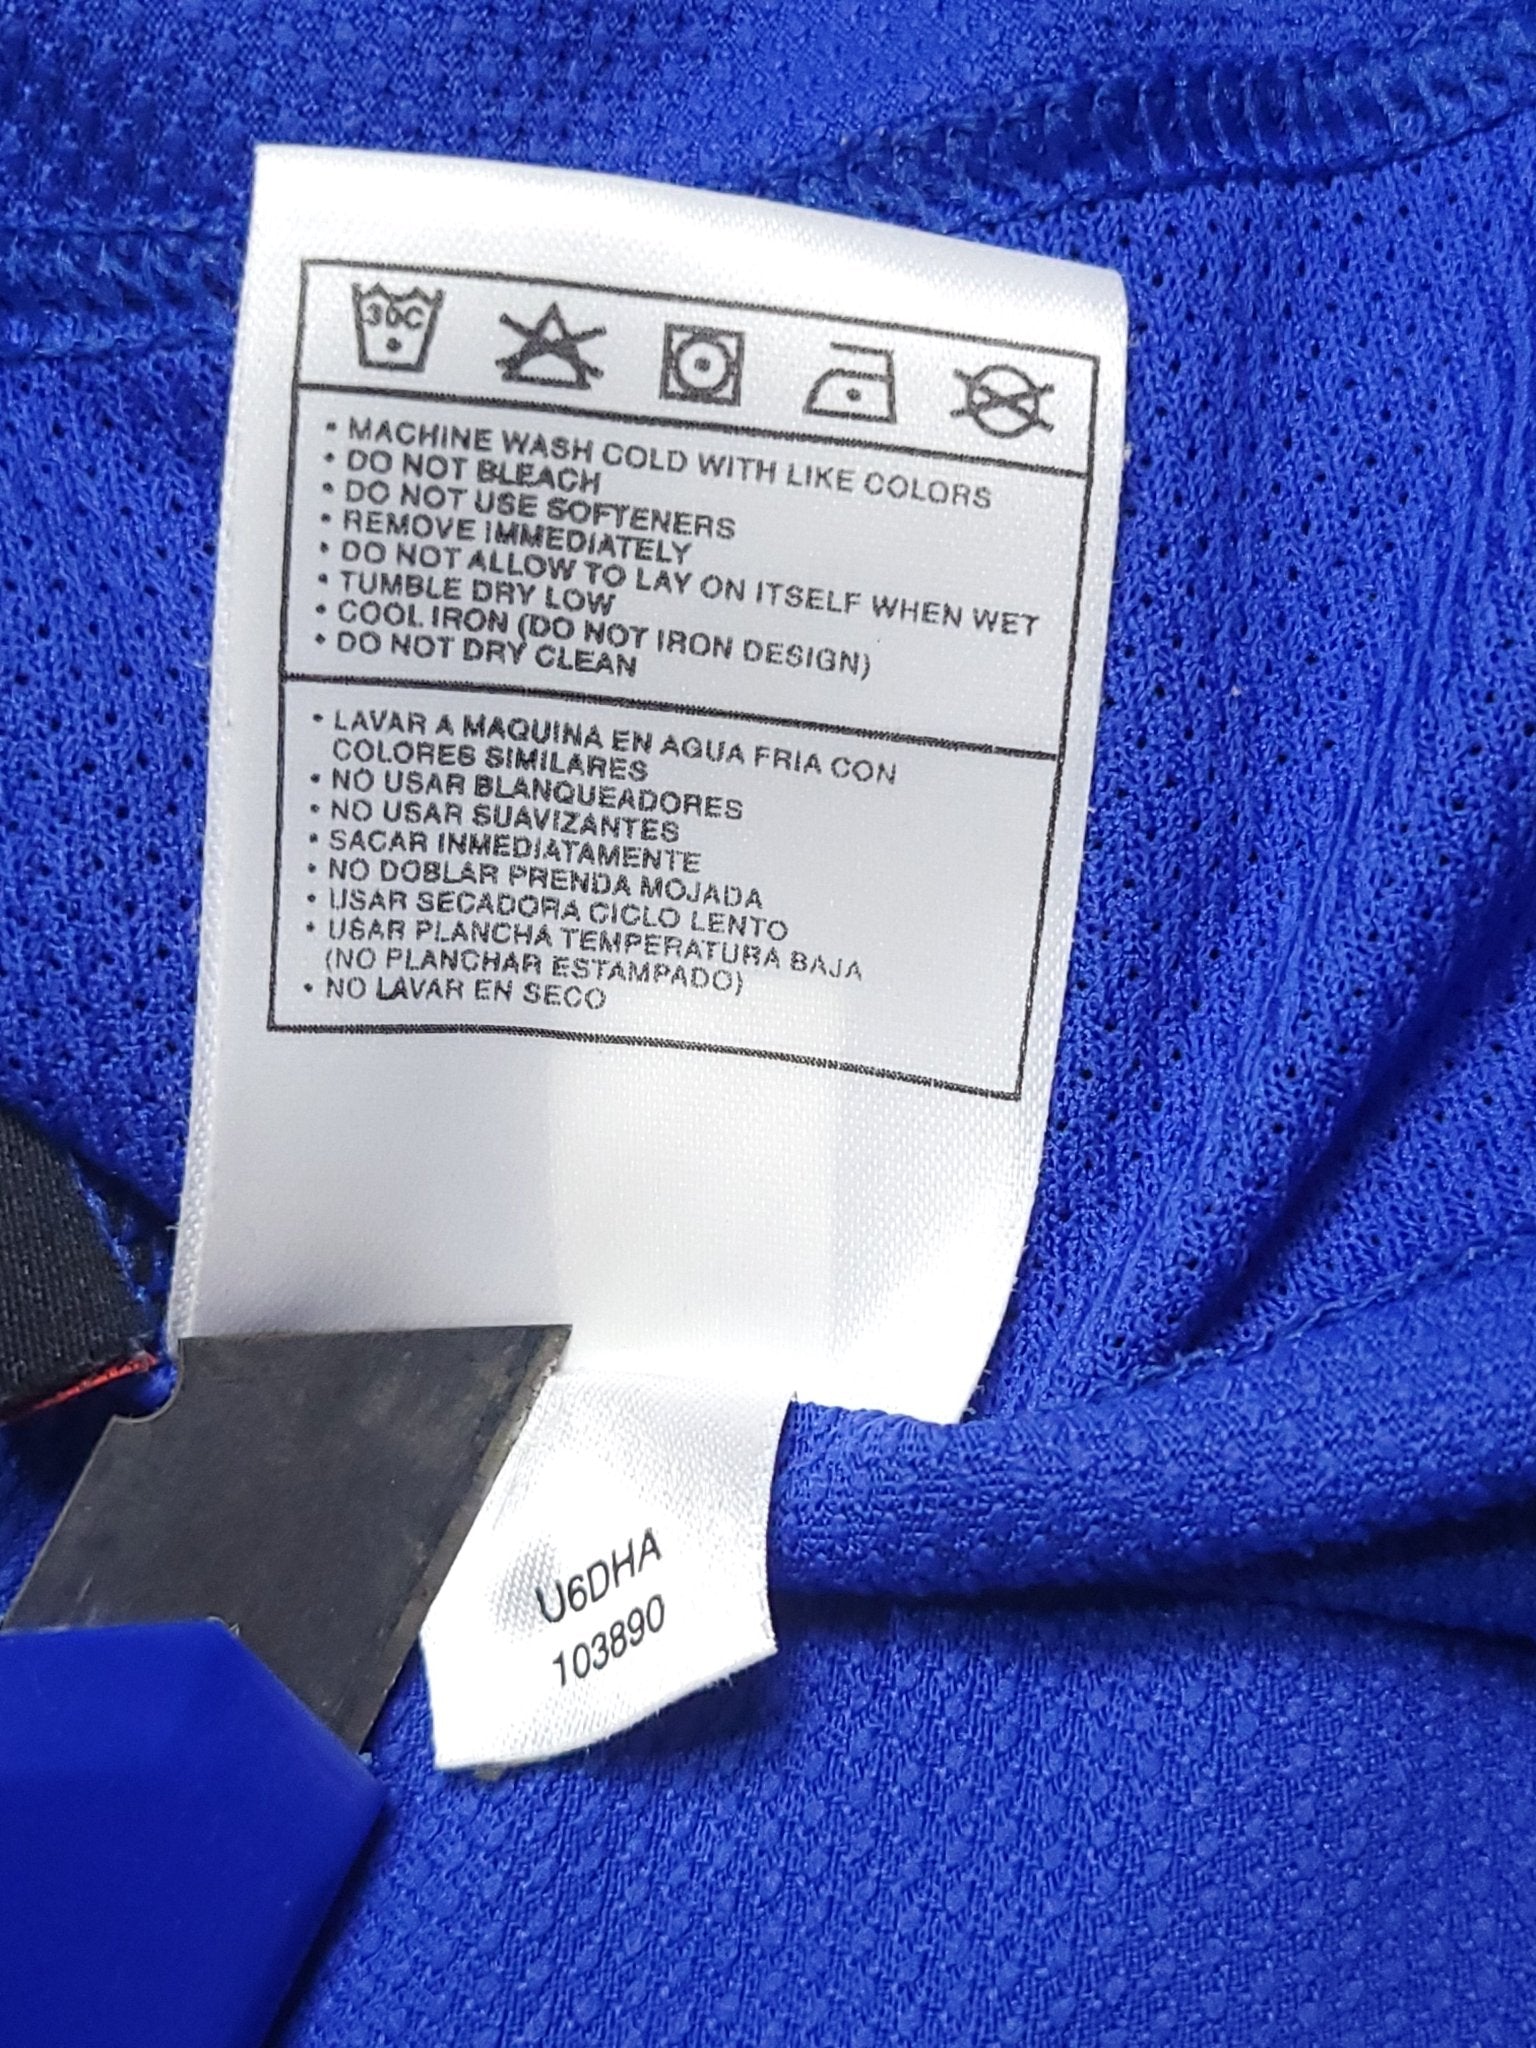 30C
• MACHINE WASH COLD WITH LIKE COLORS
• DO NOT BLEACH
• DO NOT USE SOFTENERS
• REMOVE IMMEDIATELY
• DO NOT ALLOW TO LAY ON ITSELF WHEN WET
• TUMBLE DRY LOW
• COOL IRON (DO NOT IRON DESIGN)
• DO NOT DRY CLEAN
• LAVAR A MAQUINA EN AGUA FRIA CON
COLORES SIMILARES
• NO USAR BLANQUEADORES
• NO USAR SUAVIZANTES
• SACAR INMEDIATAMENTE
• NO DOBLAR PRENDA MOJADA
• USAR SECADORA CICLO LENTO
• USAR PLANCHA TEMPERATURA BAJA
(NO PLANCHAR ESTAMPADO)
• NO LAVAR EN SECO
U6DHA
103890